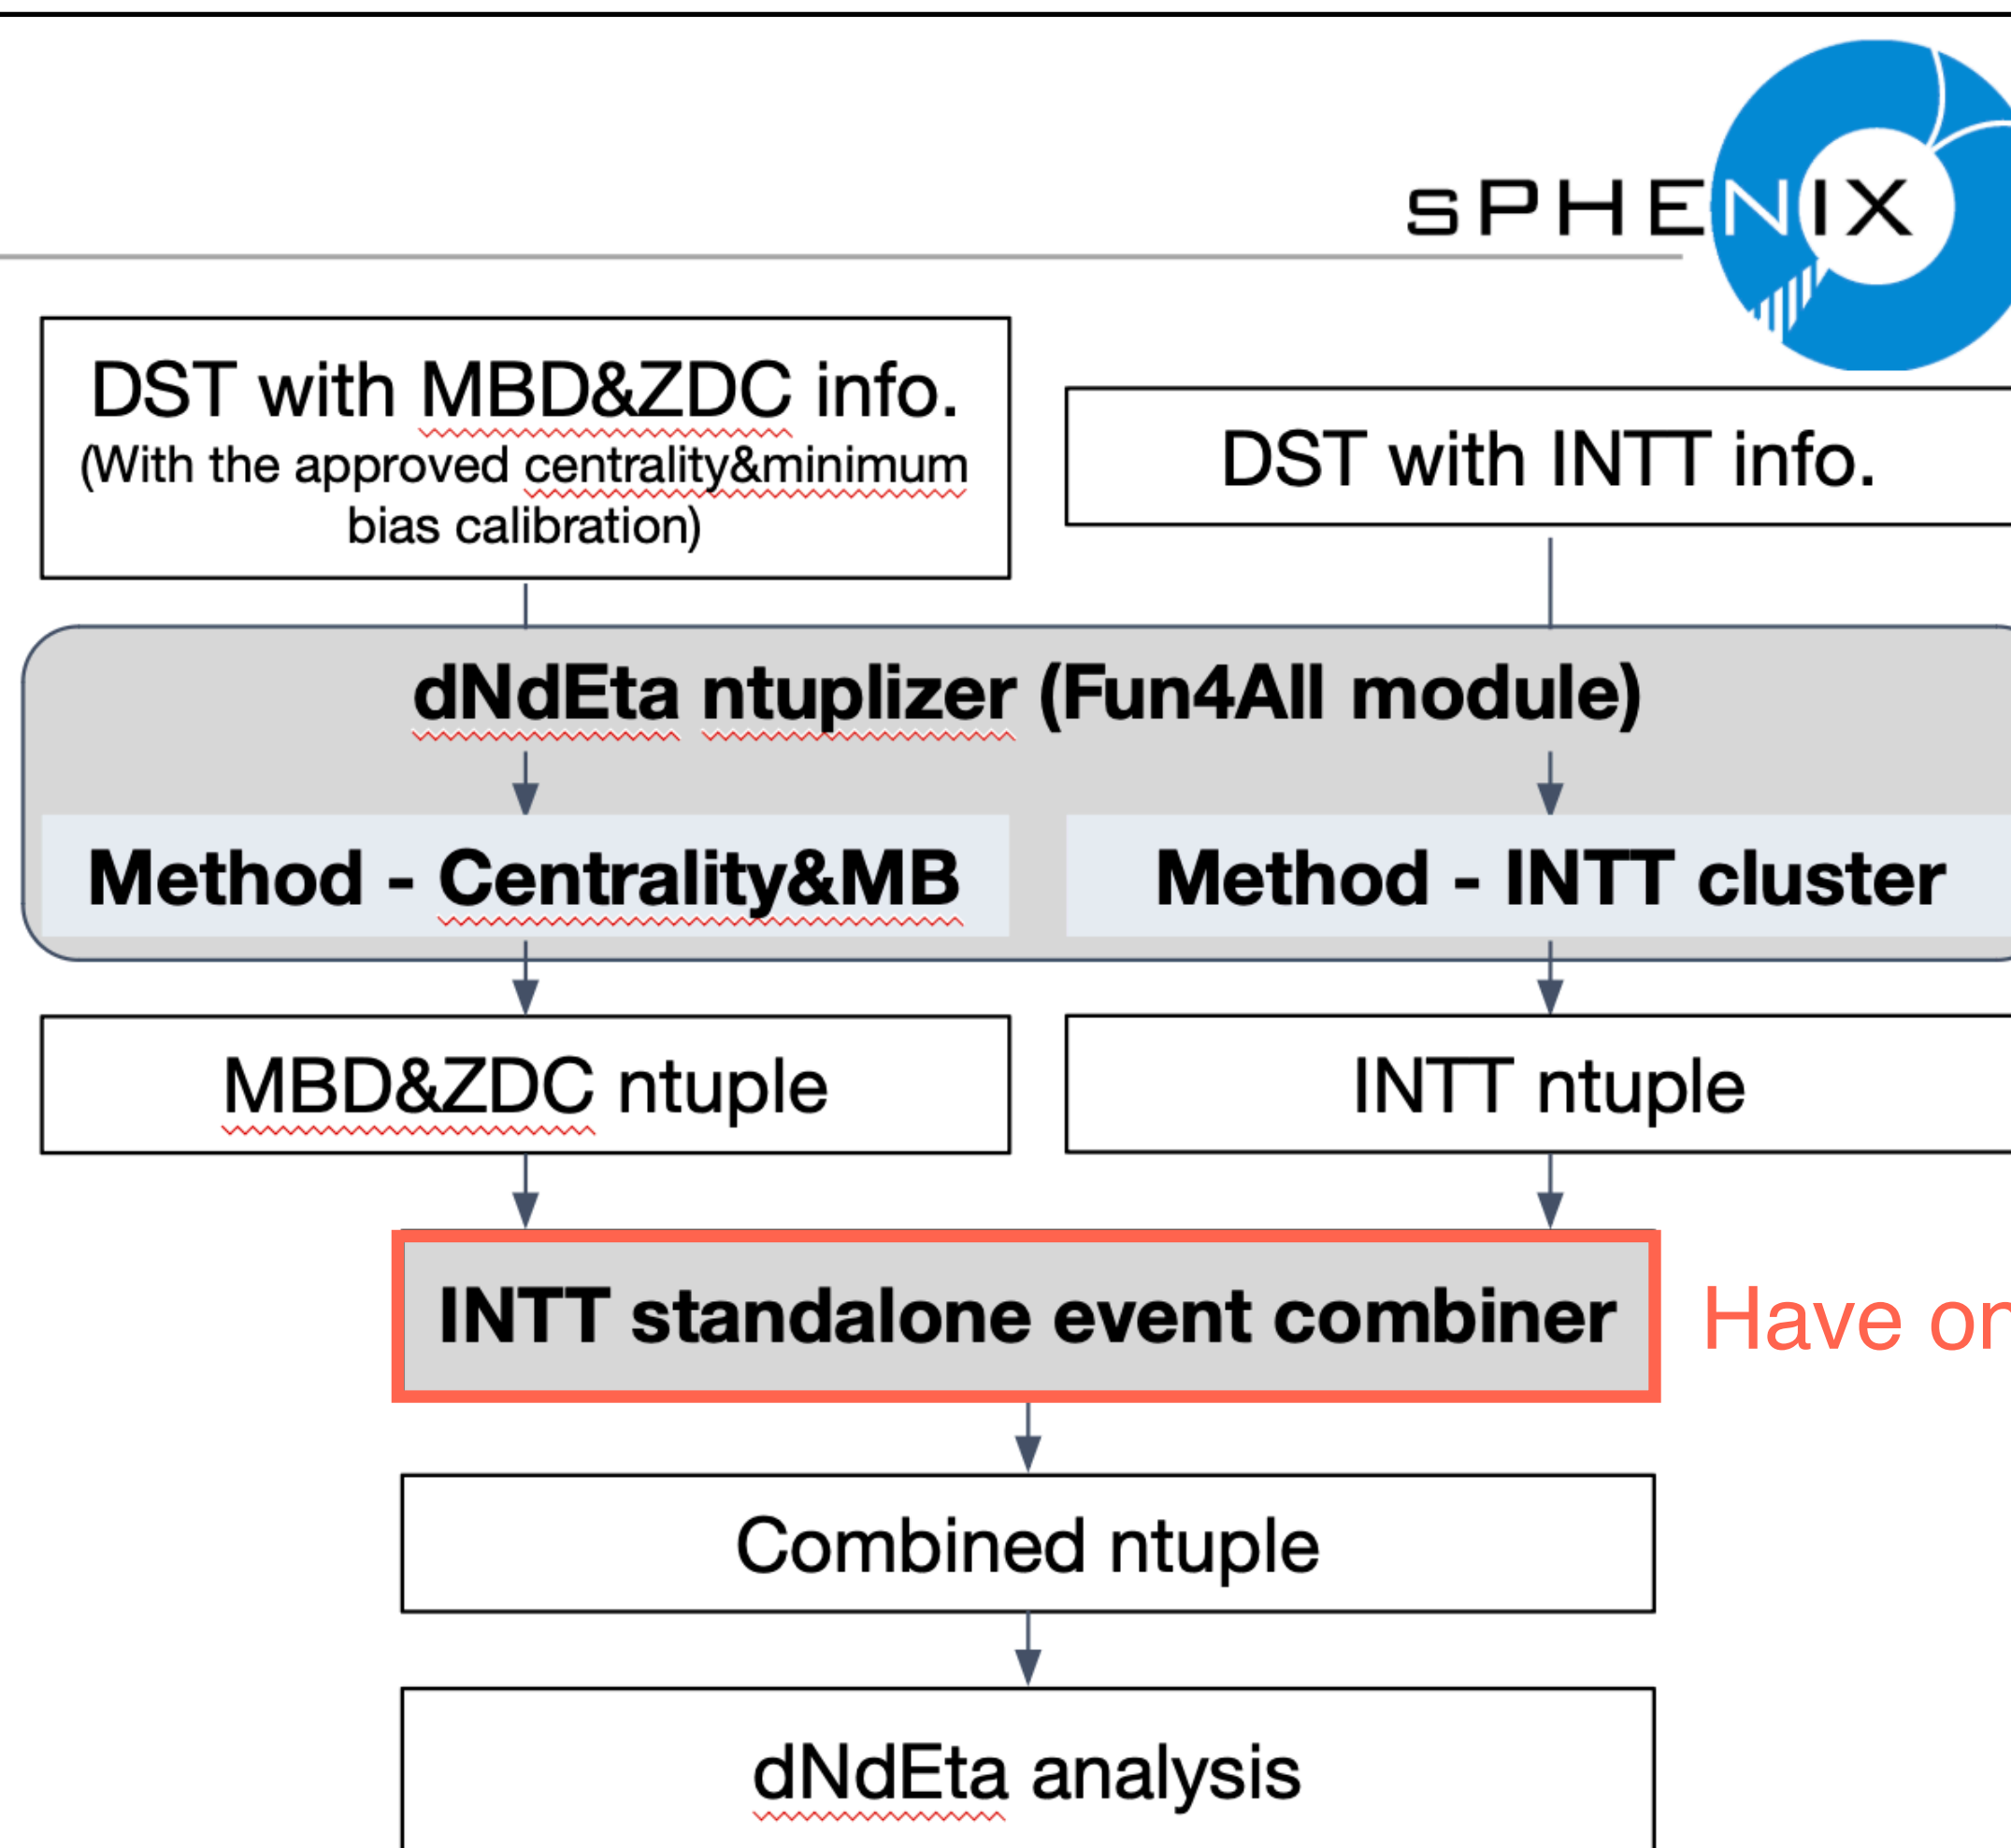 sPHENIX
DST with MBD&ZDC info.
(With the approved centrality&minimum
bias calibration)
DST with INTT info.
dNdEta ntuplizer (Fun4All module)
Method - Centrality&MB
Method - INTT cluster
MBD&ZDC ntuple
INTT ntuple
INTT standalone event combiner
Have
Combined ntuple
dNdEta analysis